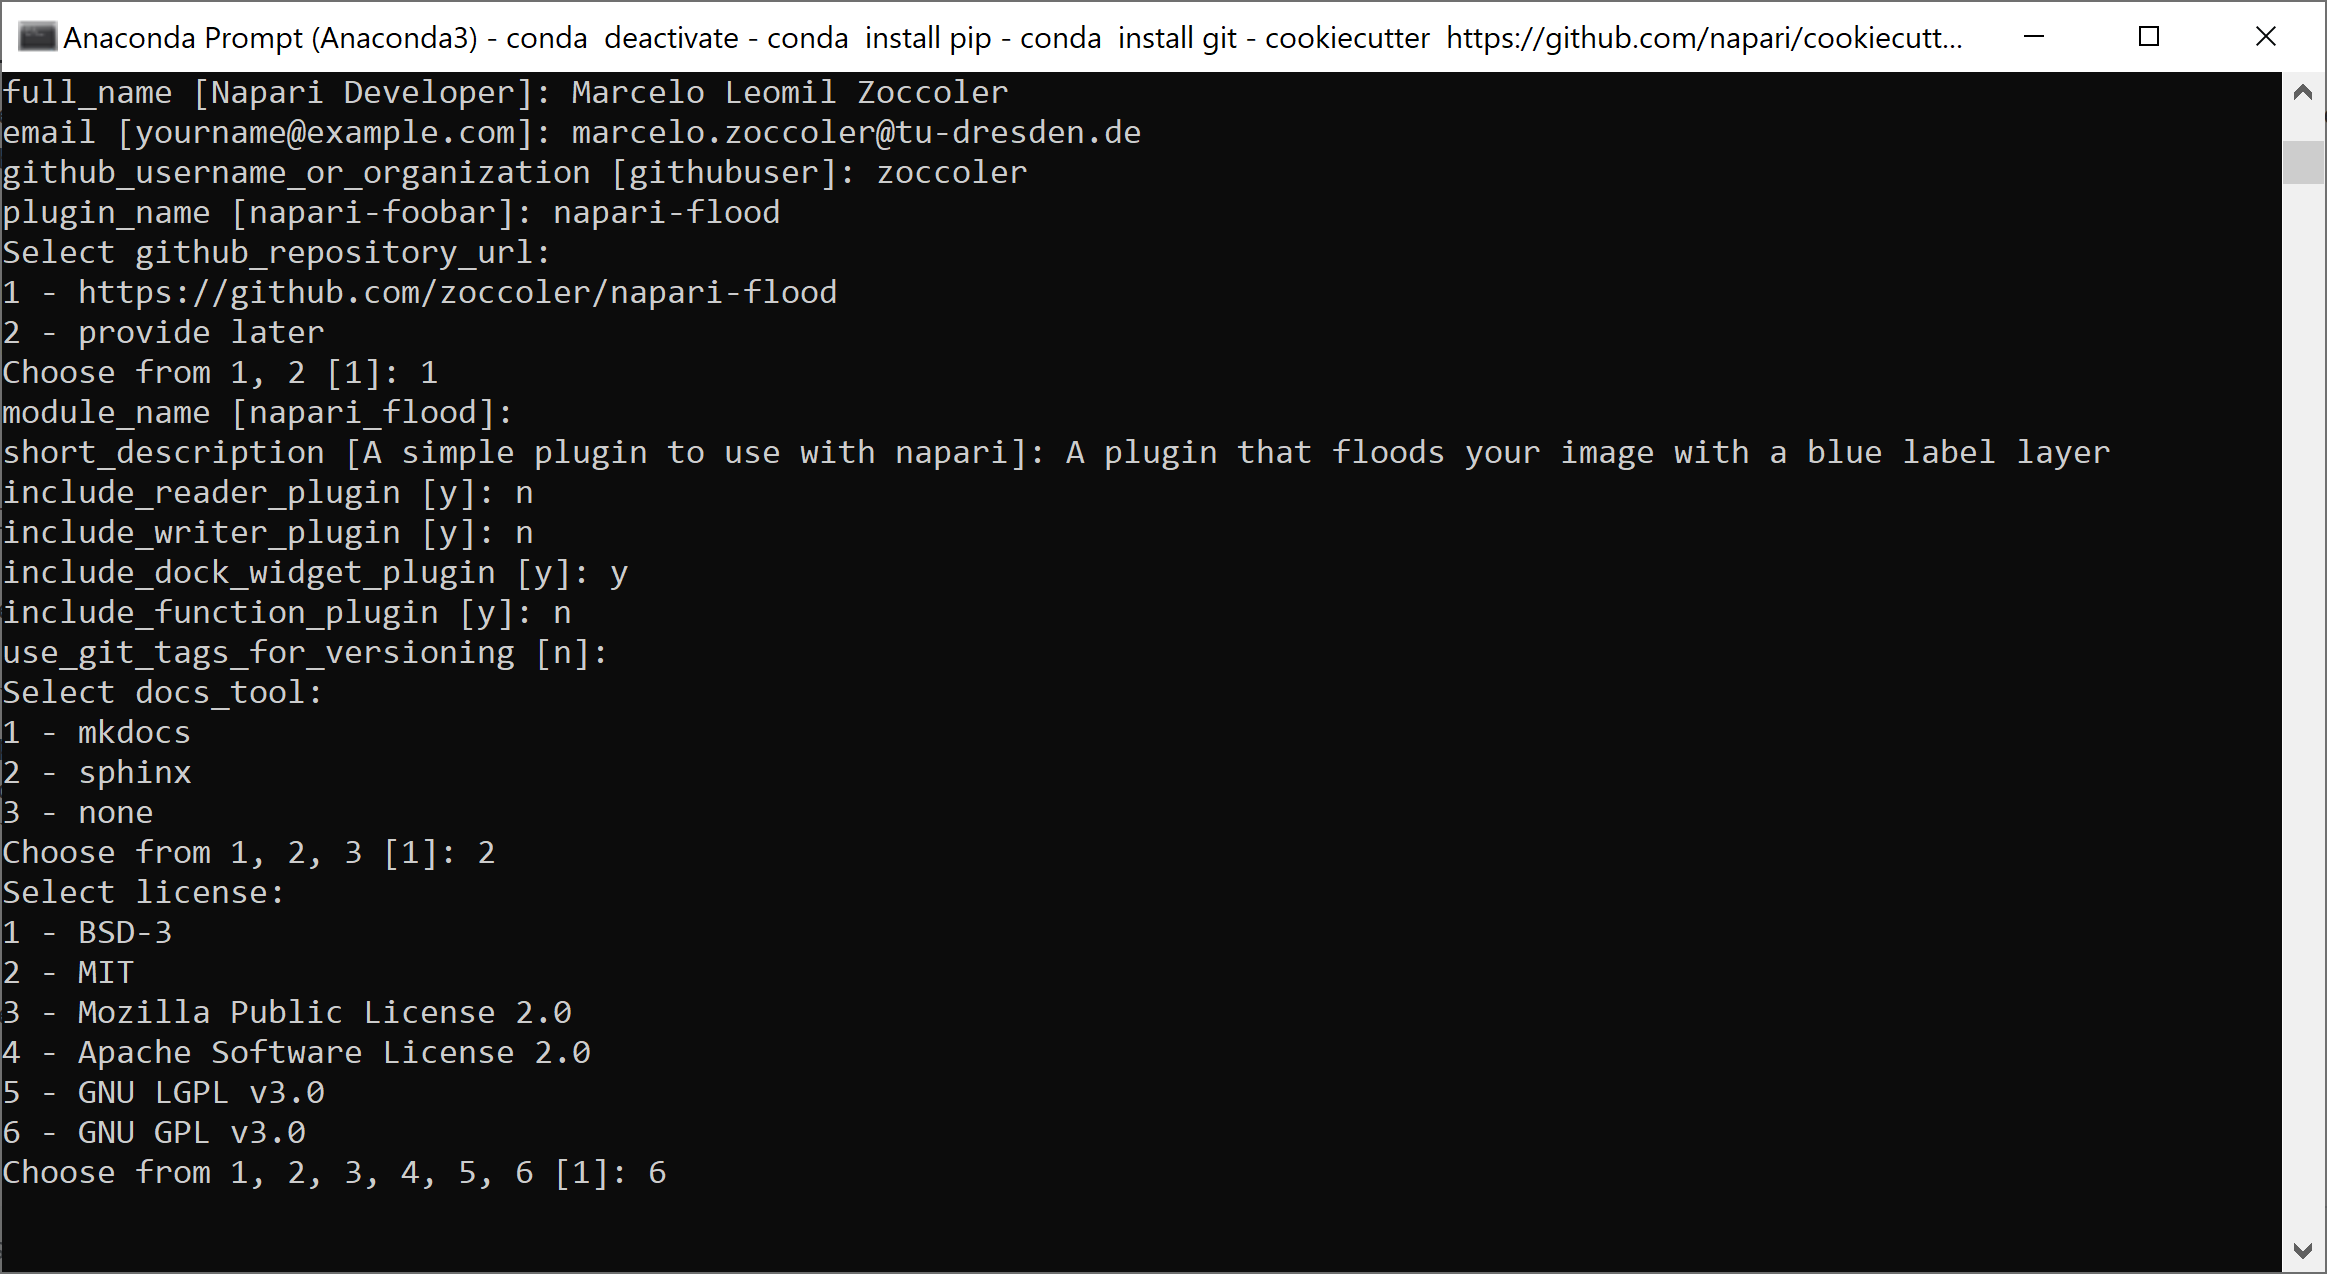 Anaconda Prompt (Anaconda3) - conda  deactivate - conda  install pip - conda  install git - cookiecutter  https://github.com/napari/cookiecutt...
full_name [Napari Developer]: Marcelo Leomil Zoccoler
email [yourname@example.com]: marcelo.zoccoler@tu-dresden.de
github_username_or_organization [githubuser]: zoccoler
plugin_name [napari-foobar]: napari-flood
Select github_repository_url:
1 - https://github.com/zoccoler/napari-flood
2 - provide later
Choose from 1, 2 [1]: 1
module_name [napari_flood]:
short_description [A simple plugin to use with napari]: A plugin that floods your image with a blue label layer
include_reader_plugin [y]: n
include_writer_plugin [y]: n
include_dock_widget_plugin [y]: y
include_function_plugin [y]: n
use_git_tags_for_versioning [n]:
Select docs_tool:
1 - mkdocs
2 - sphinx
3 - none
Choose from 1, 2, 3 [1]: 2
Select license:
1 - BSD-3
2 - MIT
3 - Mozilla Public License 2.0
4 - Apache Software License 2.0
5 - GNU LGPL v3.0
6 - GNU GPL v3.0
Choose from 1, 2, 3, 4, 5, 6 [1]: 6